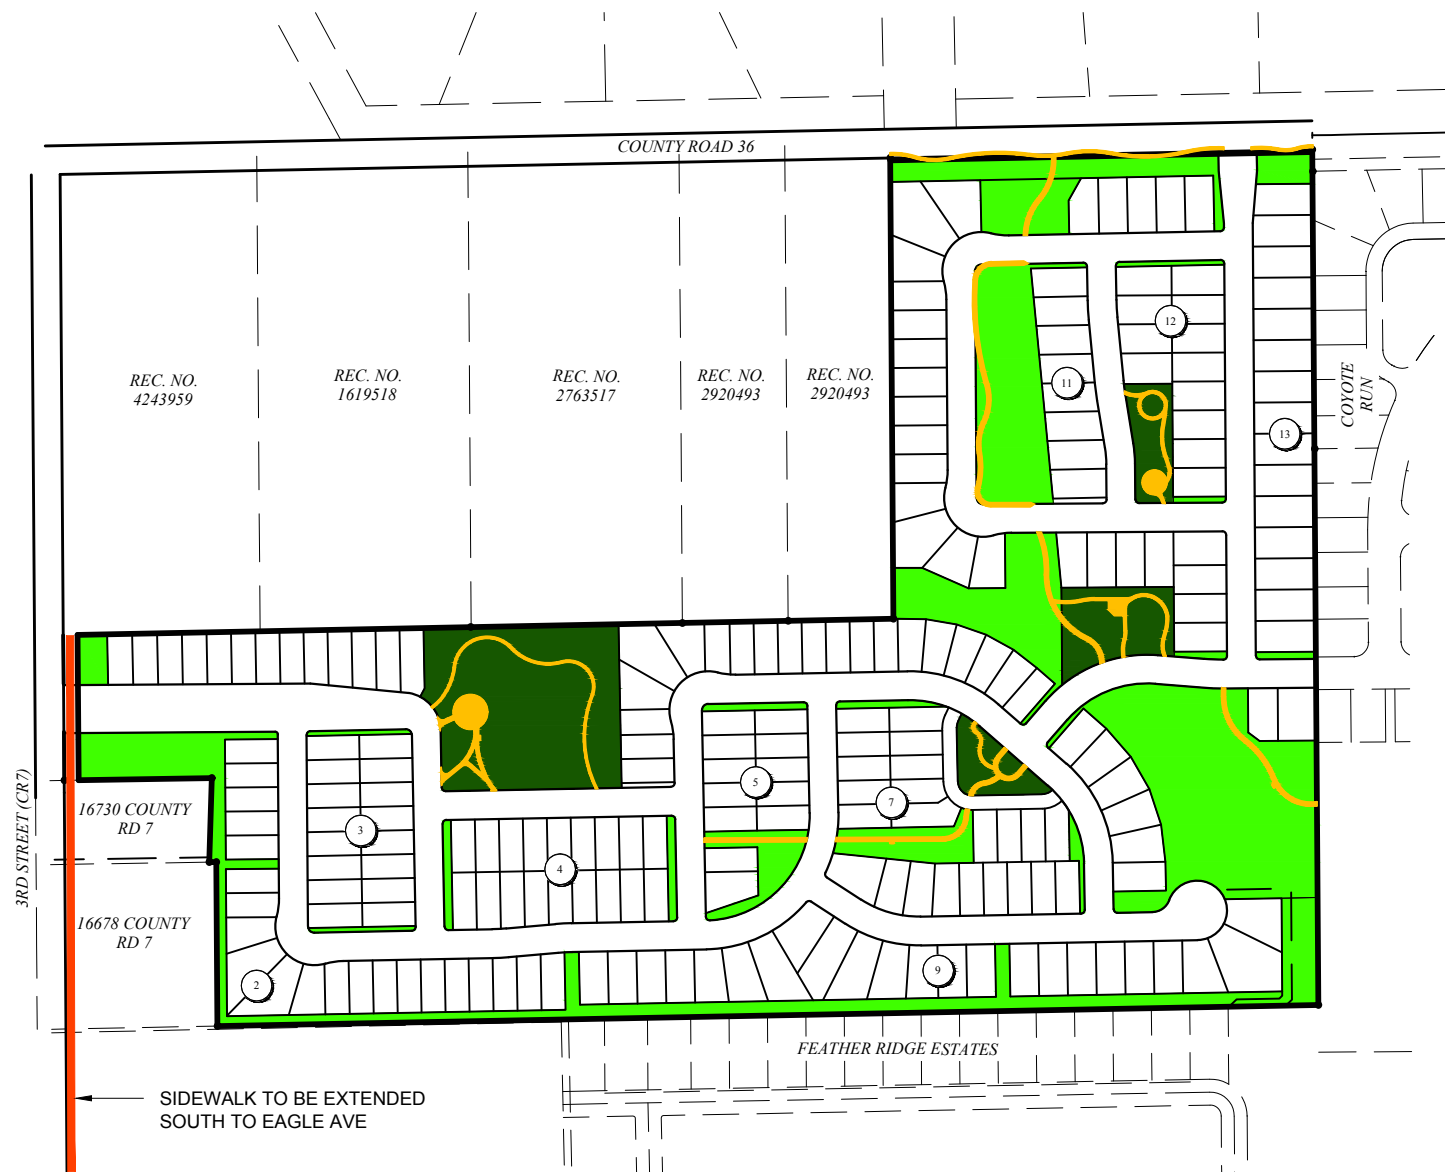 COUNTY ROAD 36
REC. NO.
4243959
REC. NO.
1619518
REC. NO.
2763517
REC. NO.
2920493
REC. NO.
2920493
12
11
13
COYOTE
RUN
5
7
3
4
2
9
16730 COUNTY
RD 7
16678 COUNTY
RD 7
3RD STREET (CR7)
FEATHER RIDGE ESTATES
SIDEWALK TO BE EXTENDED
SOUTH TO EAGLE AVE